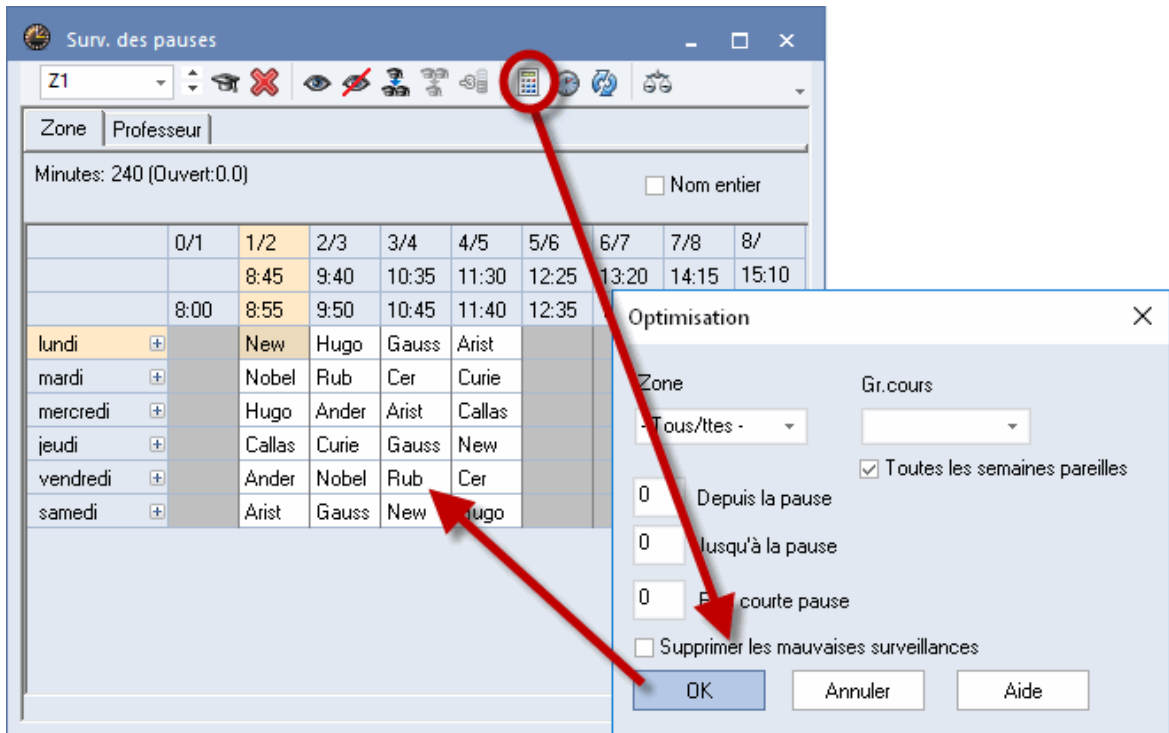 Surv. des pauses
Z1
Zone Professeur
Minutes: 240 (Ouvert:0.0)
Nom entier
0/1 1/2 2/3 3/4 4/5 5/6 6/7 7/8 8/
8:45 9:40 10:35 11:30 12:25 13:20 14:15 15:10
8:00 8:55 9:50 10:45 11:40 12:35
lundi New Hugo Gauss Arist
mardi Nobel Rub Cer Curie
mercredi Hugo Ander Arist Callas
jeudi Callas Curie Gauss New
vendredi Ander Nobel Rub Cer
samedi Arist Gauss New Hugo
Optimisation
Zone Gr.cours
- Tous/ttes -
Toutes les semaines pareilles
0 Depuis la pause
0 Jusqu'à la pause
0 courte pause
Supprimer les mauvaises surveillances
OK Annuler Aide